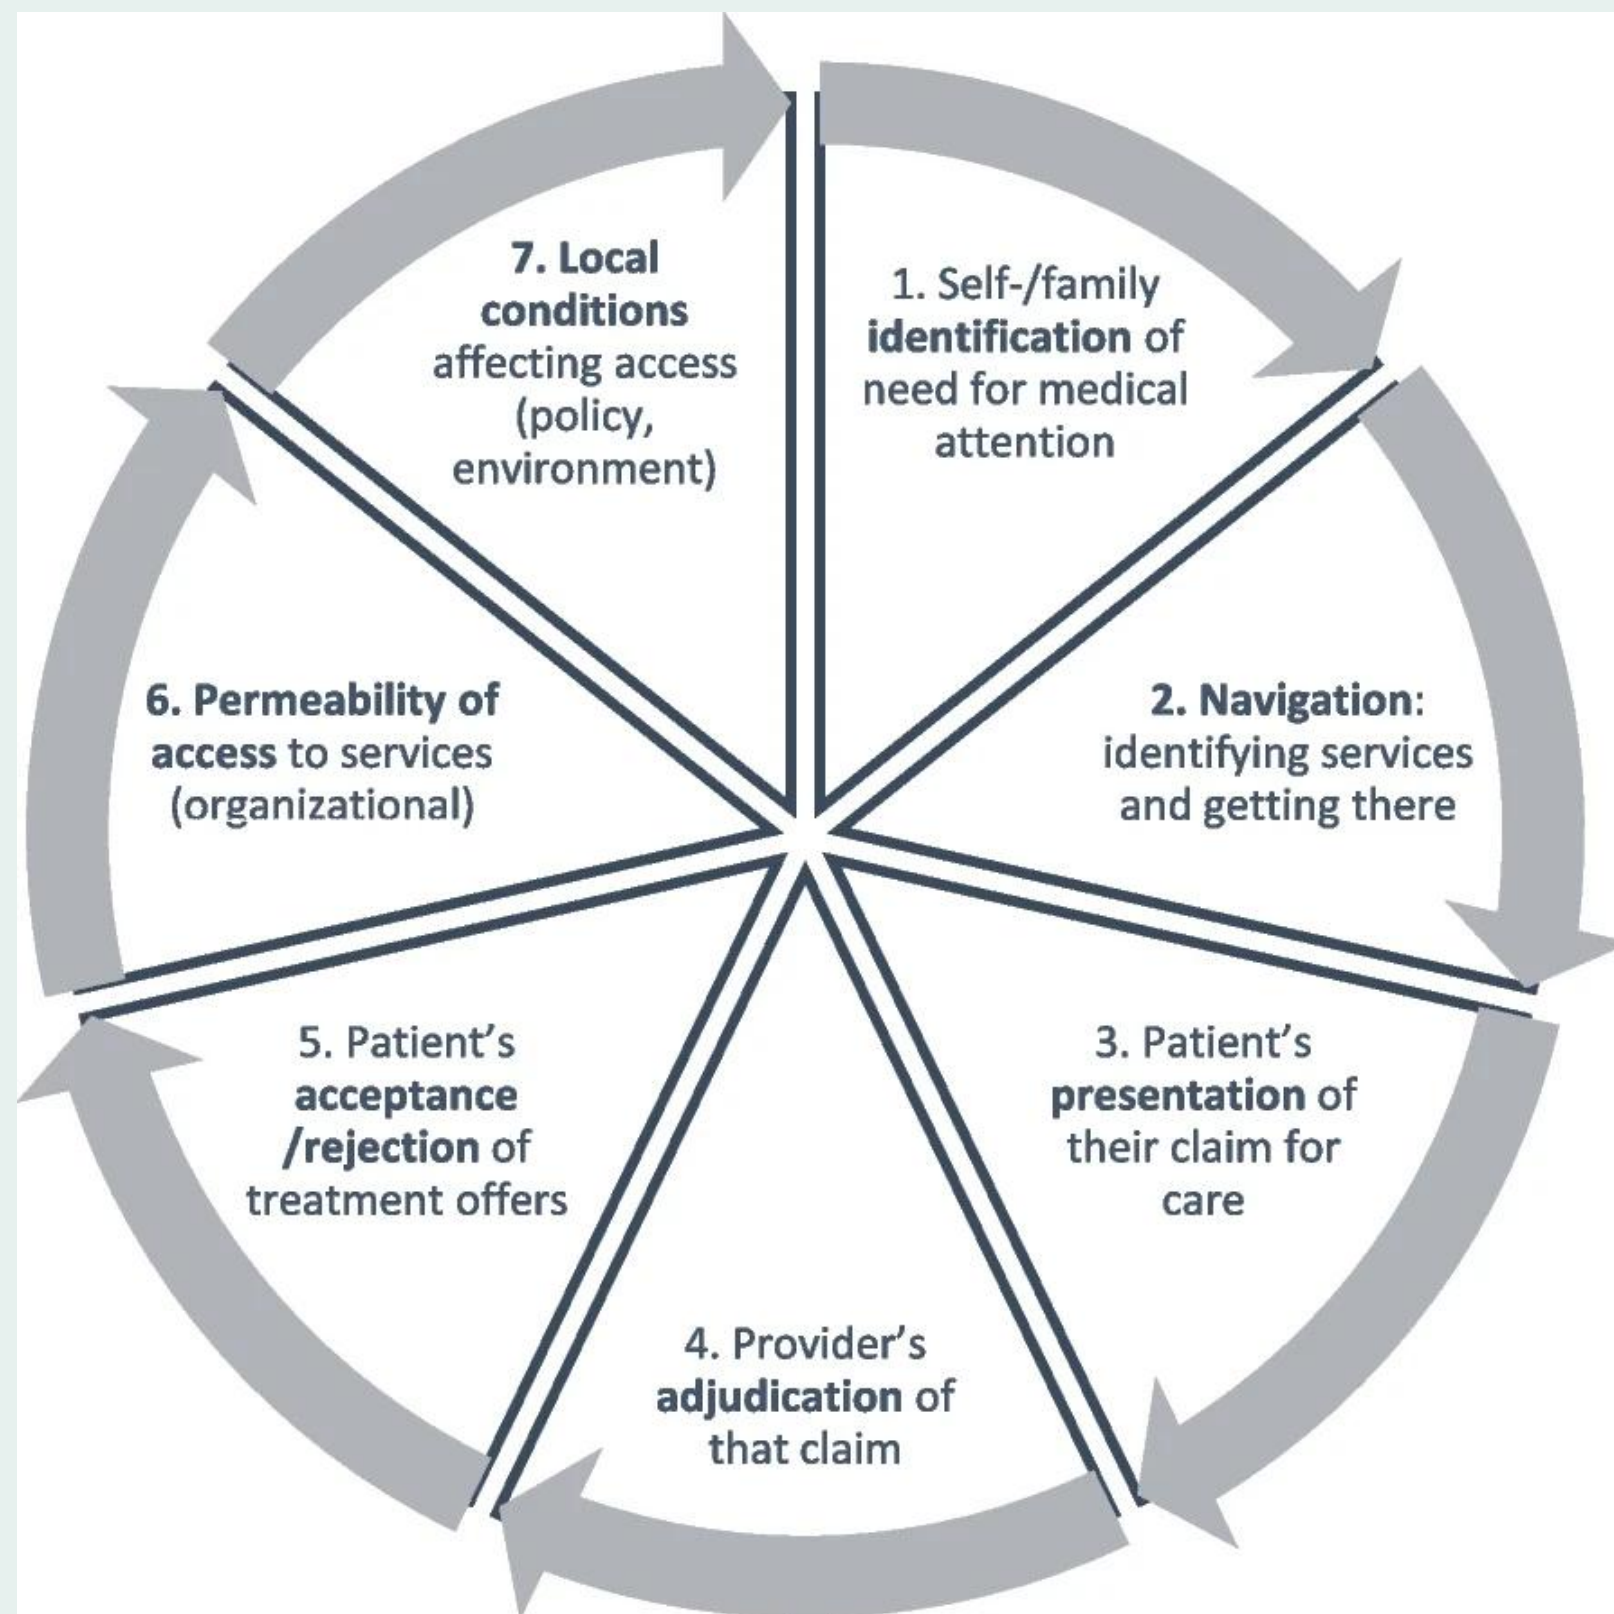 1. Self-/family
identification of
need for medical
attention
2. Navigation:
identifying services
and getting there
3. Patient’s
presentation of
their claim for
care
4. Provider’s
adjudication of
that claim
5. Patient’s
acceptance
/rejection of
treatment offers
6. Permeability of
access to services
(organizational)
7. Local
conditions
affecting access
(policy,
environment)